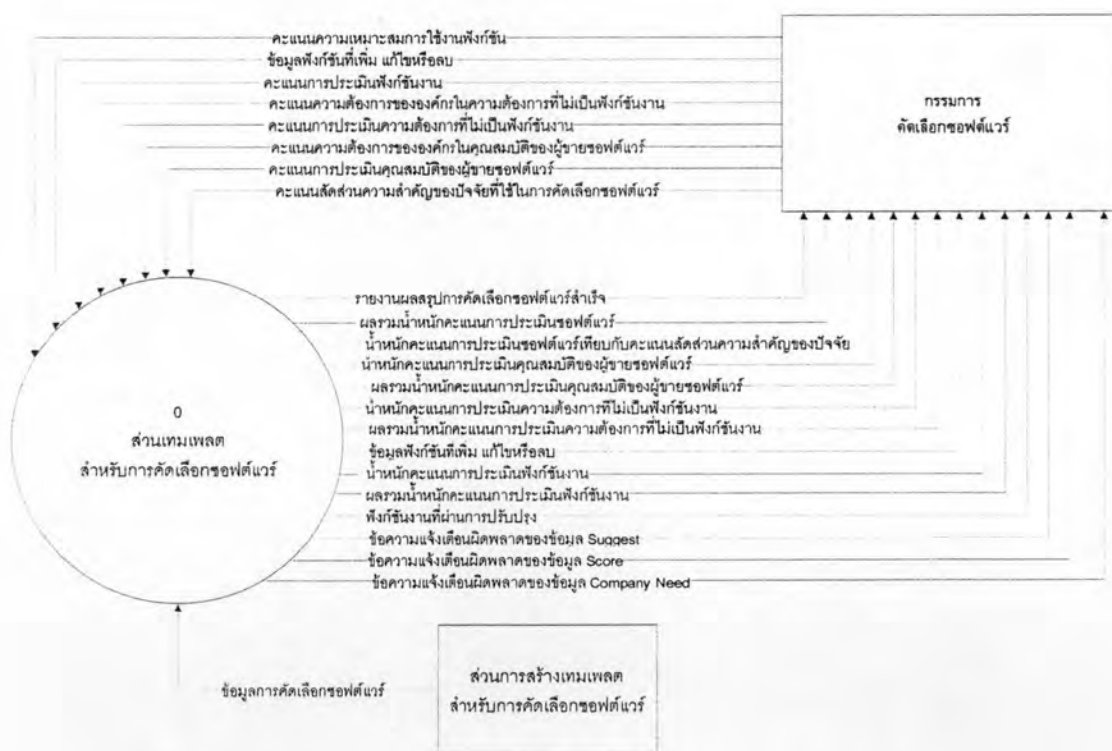 คะแนนความเหมาะสมการใช้งานฟังก์ชัน
ข้อมูลฟังก์ชันที่เพิ่ม แก้ไขหรือลบ
คะแนนการประเมินฟังก์ชันงาน
คะแนนความต้องการขององค์กรในความต้องการที่ไม่เป็นฟังก์ชันงาน
คะแนนการประเมินความต้องการที่ไม่เป็นฟังก์ชันงาน
คะแนนความต้องการขององค์กรในคุณสมบัติของผู้ขายซอฟต์แวร์
คะแนนการประเมินคุณสมบัติของผู้ขายซอฟต์แวร์
คะแนนสัดส่วนความสำคัญของปัจจัยที่ใช้ในการคัดเลือกซอฟต์แวร์
กรรมการ
คัดเลือกซอฟต์แวร์
รายงานผลสรุปการคัดเลือกซอฟต์แวร์สำเร็จ
ผลรวมน้ำหนักคะแนนการประเมินซอฟต์แวร์
น้ำหนักคะแนนการประเมินซอฟต์แวร์เทียบกับคะแนนสัดส่วนความสำคัญของปัจจัย
น้ำหนักคะแนนการประเมินคุณสมบัติของผู้ขายซอฟต์แวร์
ผลรวมน้ำหนักคะแนนการประเมินคุณสมบัติของผู้ขายซอฟต์แวร์
น้ำหนักคะแนนการประเมินความต้องการที่ไม่เป็นฟังก์ชันงาน
ผลรวมน้ำหนักคะแนนการประเมินความต้องการที่ไม่เป็นฟังก์ชันงาน
ข้อมูลฟังก์ชันที่เพิ่ม แก้ไขหรือลบ
น้ำหนักคะแนนการประเมินฟังก์ชันงาน
ผลรวมน้ำหนักคะแนนการประเมินฟังก์ชันงาน
ฟังก์ชันงานที่ผ่านการปรับปรุง
ข้อความแจ้งเตือนผิดพลาดของข้อมูล Suggest
ข้อความแจ้งเตือนผิดพลาดของข้อมูล Score
ข้อความแจ้งเตือนผิดพลาดของข้อมูล Company Need
0
ส่วนเทมเพลต
สำหรับการคัดเลือกซอฟต์แวร์
ข้อมูลการคัดเลือกซอฟต์แวร์
ส่วนการสร้างเทมเพลต
สำหรับการคัดเลือกซอฟต์แวร์